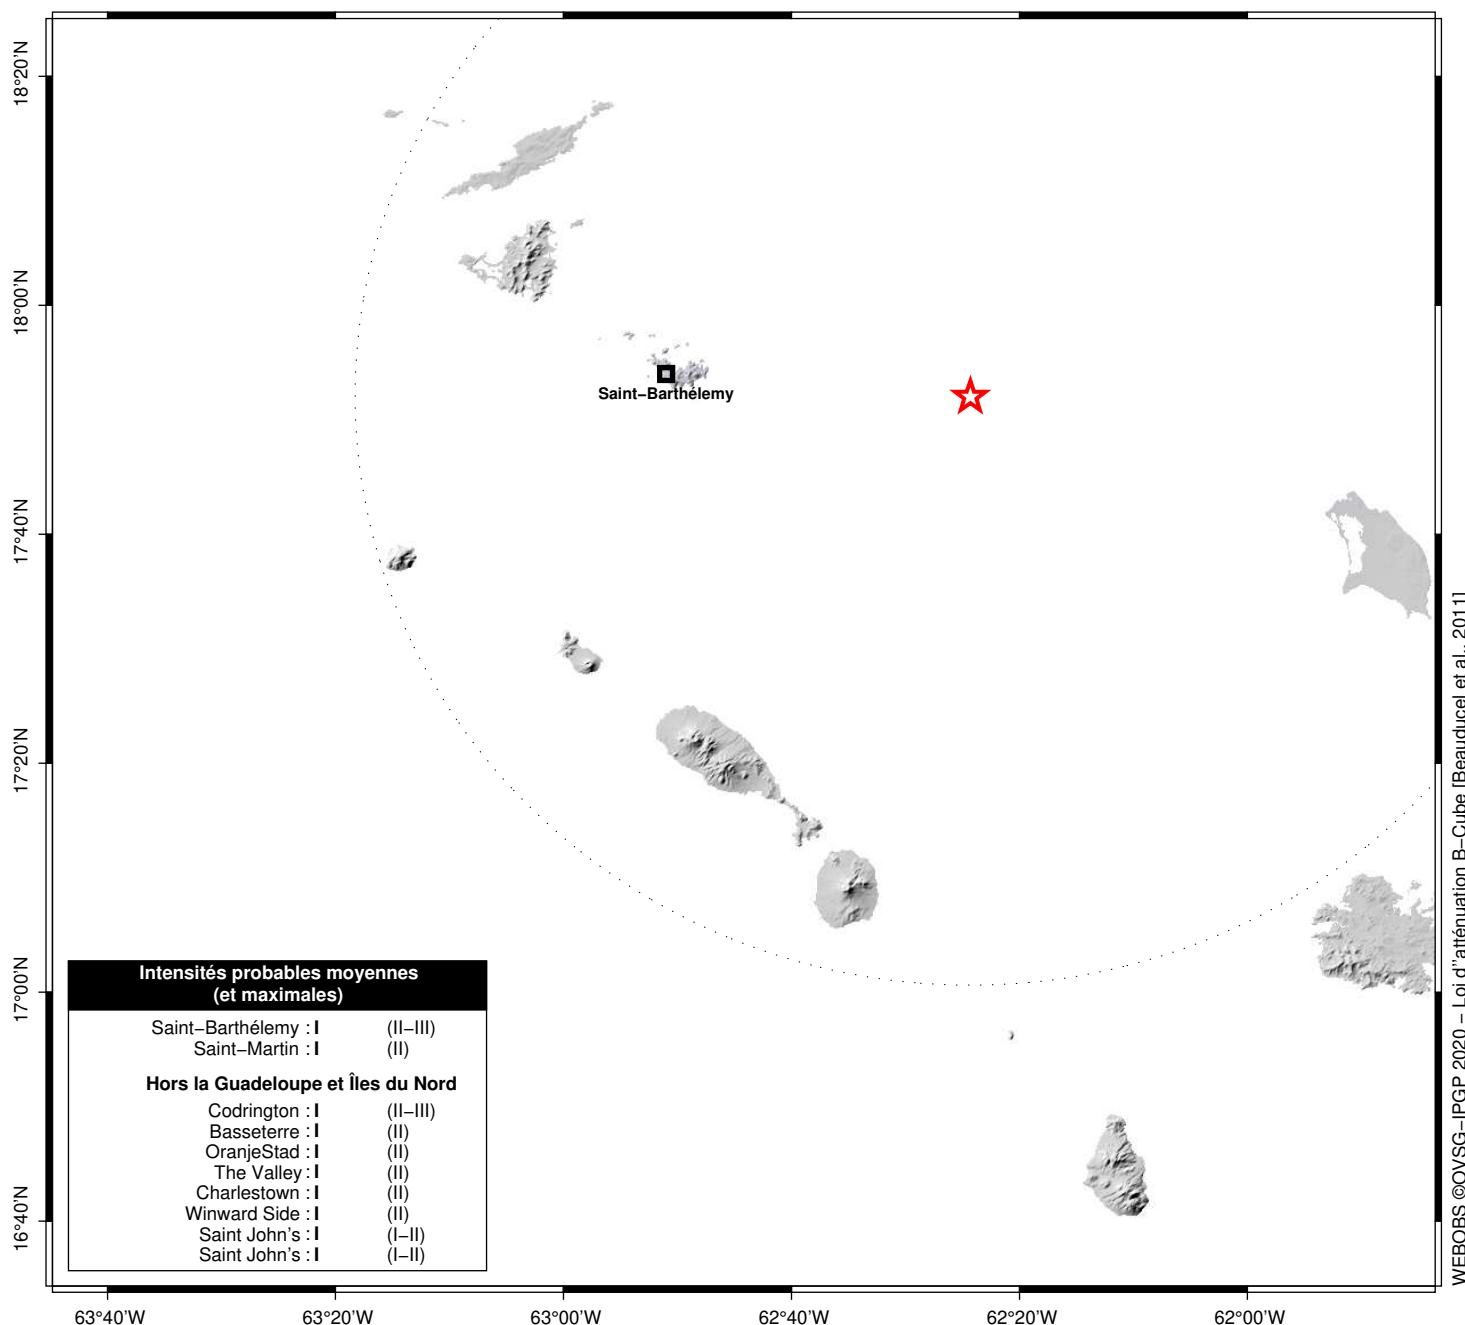 18°20'N
18°00'N
17°40'N
17°20'N
17°00'N
16°40'N
Saint–Barthélemy
Intensités probables moyennes
(et maximales)
Saint–Barthélemy : I (II–III)
Saint–Martin : I (II)
Hors la Guadeloupe et Îles du Nord
Codrington : I (II–III)
Basseterre : I (II)
OranjeStad : I (II)
The Valley : I (II)
Charlestown : I (II)
Winward Side : I (II)
Saint John's : I (I–II)
Saint John's : I (I–II)
63°40'W 63°20'W 63°00'W 62°40'W 62°20'W 62°00'W
WEBOBS ©OVSG–IPGP 2020 – Loi d''atténuation B–Cube [Beauducel et al., 2011]